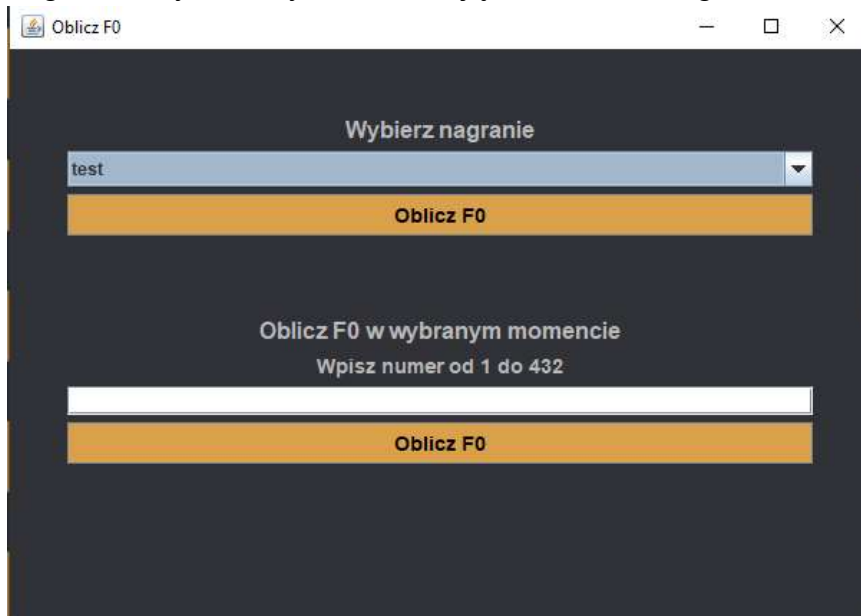 Oblicz F0
Wybierz nagranie
test
Oblicz F0
Oblicz F0 w wybranym momencie
Wpisz numer od 1 do 432
Oblicz F0